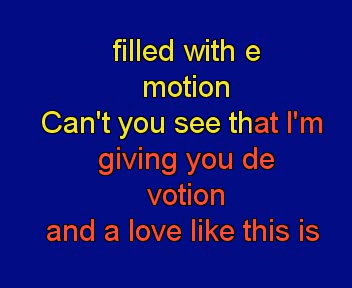 filled with e
motion
Can't you see that I'm
giving you de
votion
and a love like this is